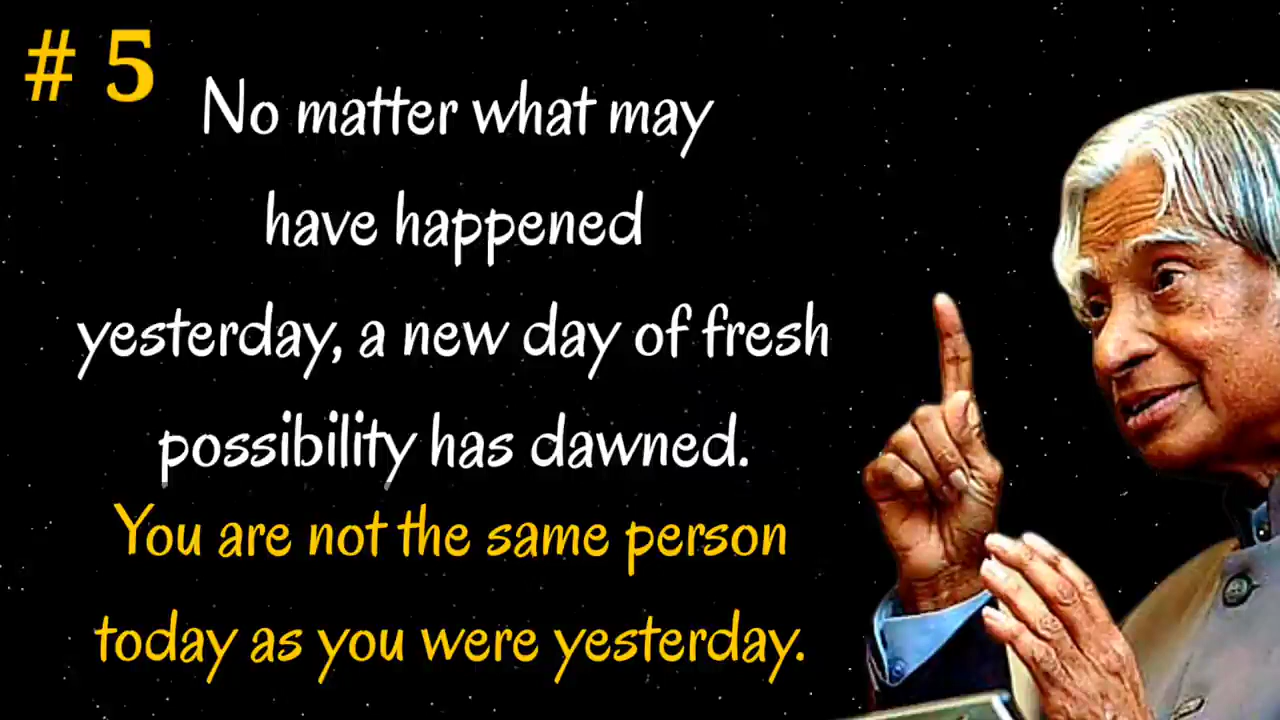 # 5
No matter what may
have happened
yesterday, a new day of fresh
possibility has dawned.
You are not the same person
today as you were yesterday.